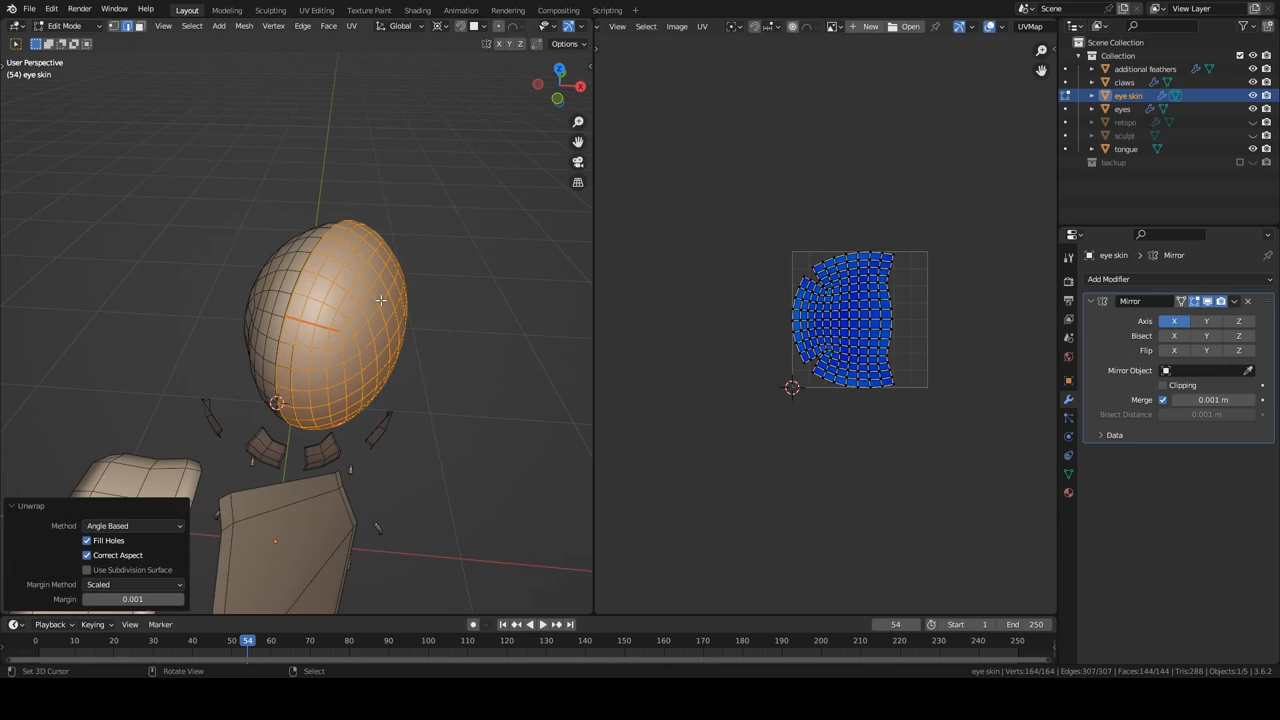 File Edit Render Window Help Layout Modeling Sculpting UV Editing Texture Paint Shading Animation Rendering Compositing Scripting + Scene View Layer
Edit Mode View Select Add Mesh Vertex Edge Face UV Global View Select Image UV New Open UVMap
X Y Z Options
User Perspective
(54) eye skin
Z
X
Scene Collection
Collection
additional feathers
claws
eye skin
eyes
retopo
sculpt
tongue
backup
eye skin Mirror
Add Modifier
Mirror
Axis X Y Z
Bisect X Y Z
Flip X Y Z
Mirror Object
Clipping
Merge 0.001 m
Bisect Distance 0.001 m
Data
Unwrap
Method Angle Based
Fill Holes
Correct Aspect
Use Subdivision Surface
Margin Method Scaled
Margin 0.001
Playback Keying View Marker 54 Start 1 End 250
0 10 20 30 40 50 54 60 70 80 90 100 110 120 130 140 150 160 170 180 190 200 210 220 230 240 250
Set 3D Cursor Rotate View Select eye skin | Verts:164/164 | Edges:307/307 | Faces:144/144 | Tris:288 | Objects:1/5 | 3.6.2